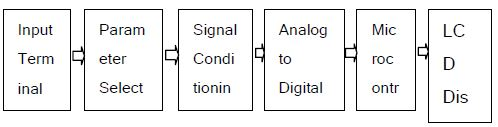 Input
Term
inal
Param
eter
Select
Signal
Condi
tionin
Analog
to
Digital
Mic
roc
ontr
LC
D
Dis